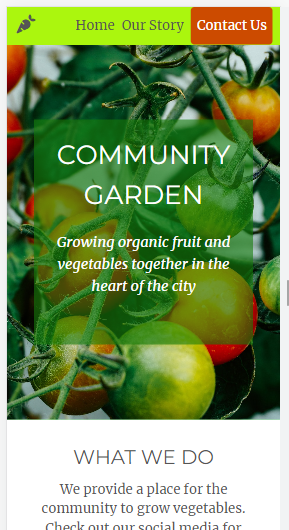 Home Our Story Contact Us
COMMUNITY
GARDEN
Growing organic fruit and
vegetables together in the
heart of the city
WHAT WE DO
We provide a place for the
community to grow vegetables.
Check out our social media for